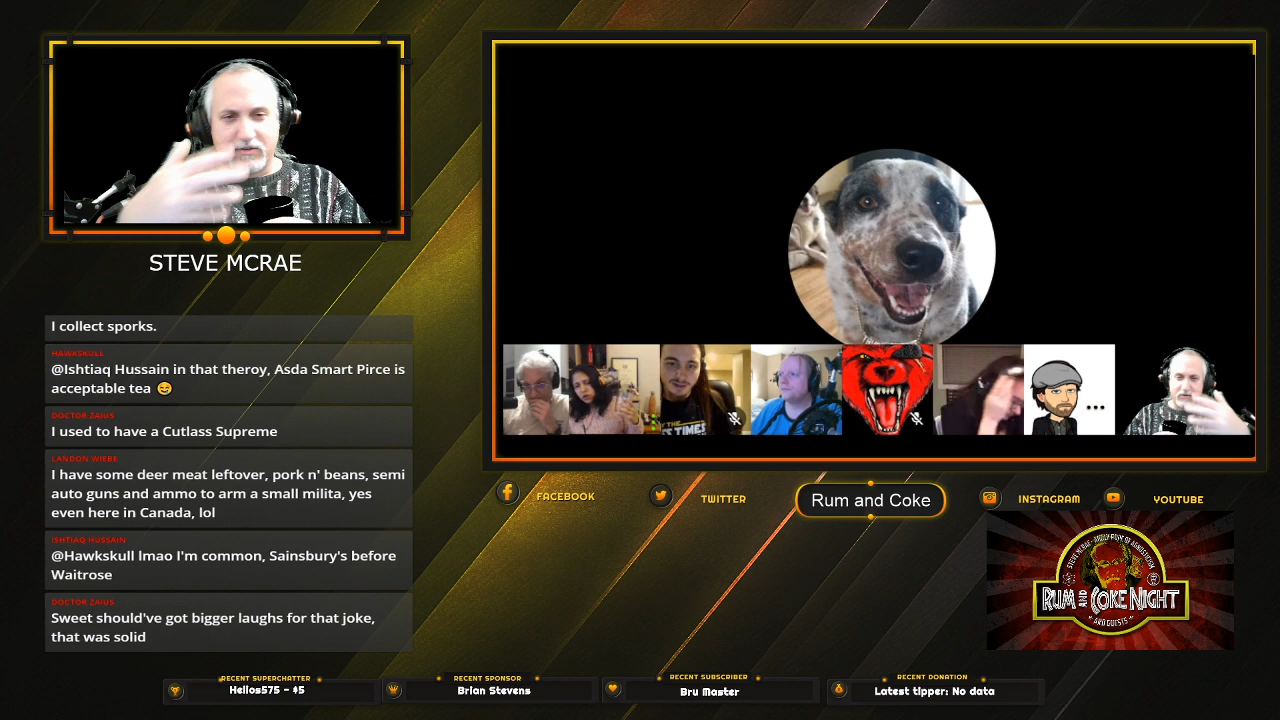 STEVE MCRAE
I collect sporks.
HAWKSKULL
@Ishtiaq Hussain in that theroy, Asda Smart Pirce is
acceptable tea 😊
DOCTOR ZAIUS
I used to have a Cutlass Supreme
LANDON WIEBE
I have some deer meat leftover, pork n' beans, semi
auto guns and ammo to arm a small milita, yes
even here in Canada, lol
ISHTIAQ HUSSAIN
@Hawkskull lmao I'm common, Sainsbury's before
Waitrose
DOCTOR ZAIUS
Sweet should've got bigger laughs for that joke,
that was solid
FACEBOOK
TWITTER
Rum and Coke
INSTAGRAM
YOUTUBE
RUM AND COKE NIGHT
AND GUESTS
RECENT SUPERCHATTER
Helios575 - $5
RECENT SPONSOR
Brian Stevens
RECENT SUBSCRIBER
Bru Master
RECENT DONATION
Latest tipper: No data